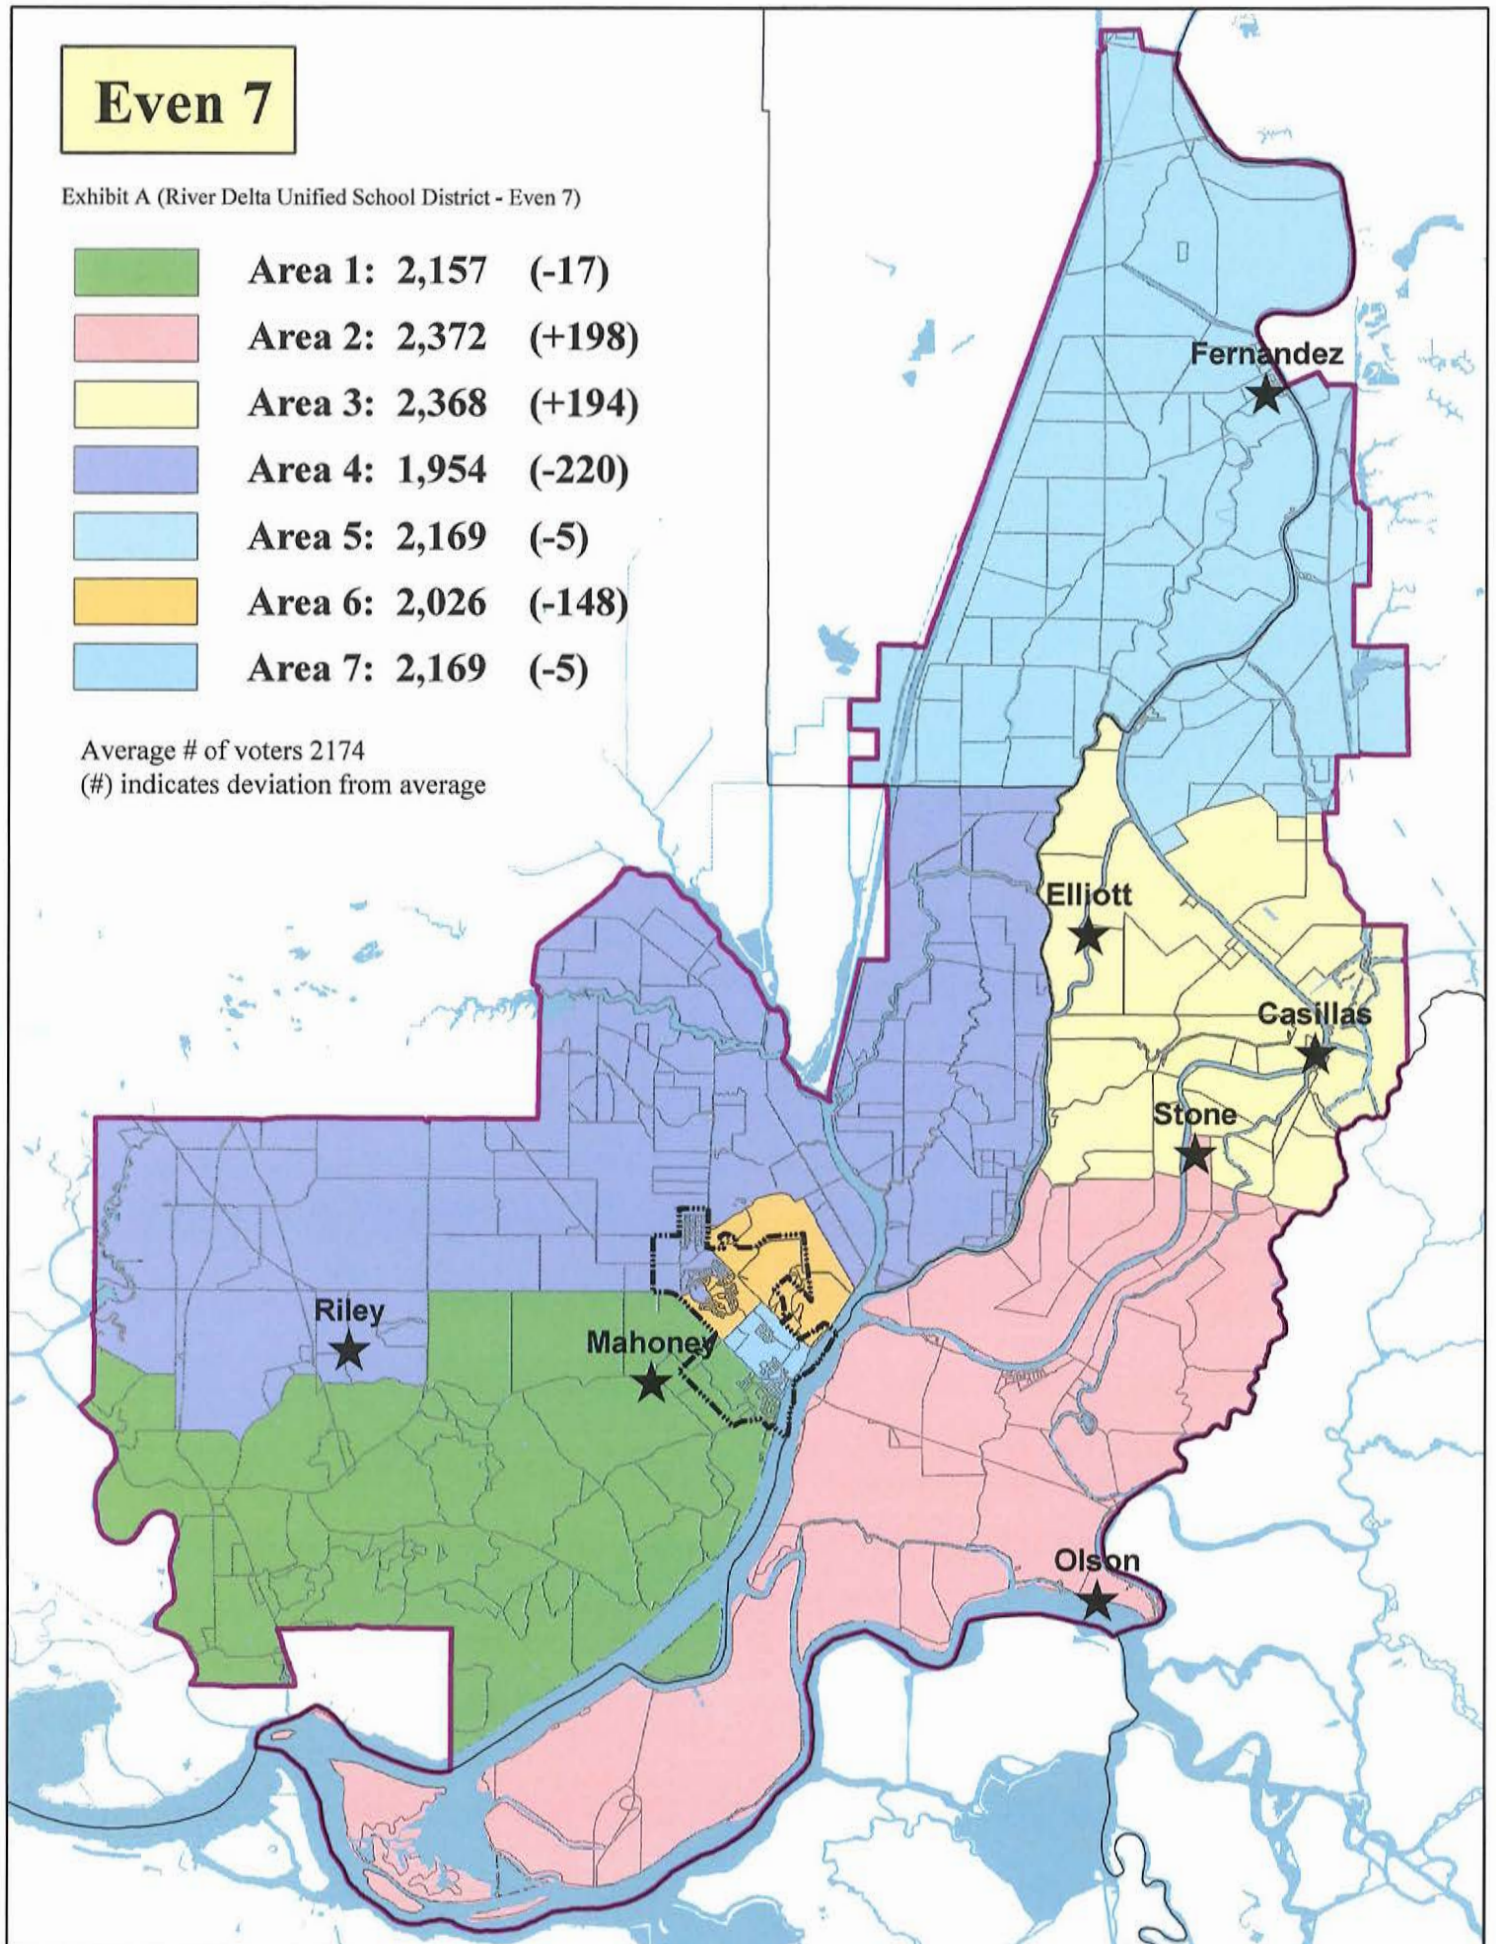 Even 7
Exhibit A (River Delta Unified School District - Even 7)
Area 1: 2,157 (-17)
Area 2: 2,372 (+198)
Area 3: 2,368 (+194)
Area 4: 1,954 (-220)
Area 5: 2,169 (-5)
Area 6: 2,026 (-148)
Area 7: 2,169 (-5)
Average # of voters 2174
(#) indicates deviation from average
Fernandez
Elliott
Casillas
Stone
Riley
Mahoney
Olson